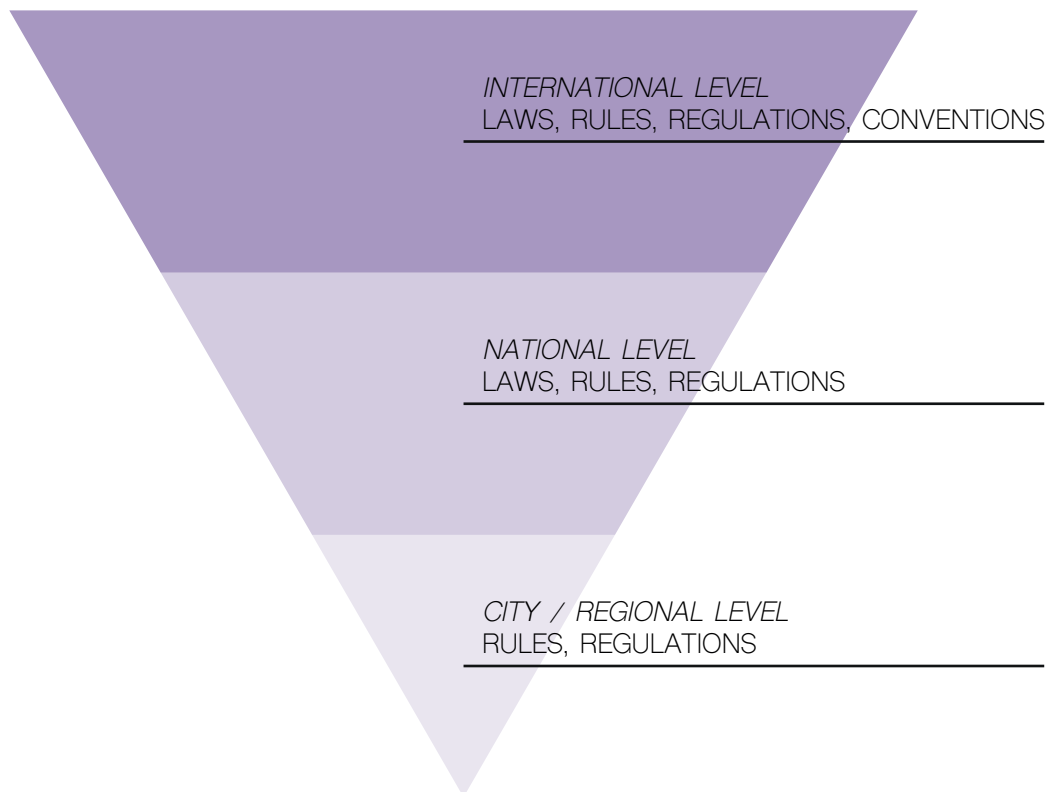 INTERNATIONAL LEVEL
LAWS, RULES, REGULATIONS, CONVENTIONS
NATIONAL LEVEL
LAWS, RULES, REGULATIONS
CITY / REGIONAL LEVEL
RULES, REGULATIONS